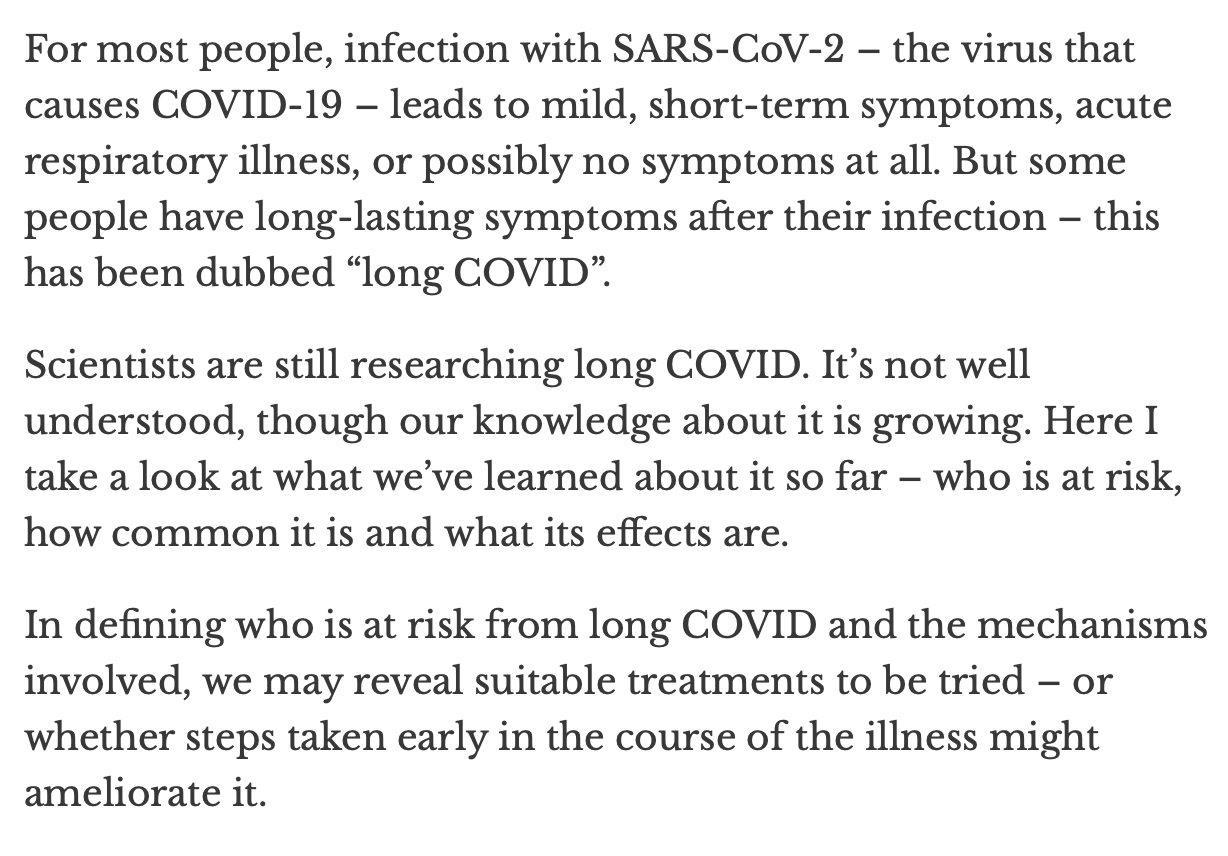 For most people, infection with SARS-CoV-2 – the virus that
causes COVID-19 – leads to mild, short-term symptoms, acute
respiratory illness, or possibly no symptoms at all. But some
people have long-lasting symptoms after their infection – this
has been dubbed “long COVID”.
Scientists are still researching long COVID. It’s not well
understood, though our knowledge about it is growing. Here I
take a look at what we’ve learned about it so far – who is at risk,
how common it is and what its effects are.
In defining who is at risk from long COVID and the mechanisms
involved, we may reveal suitable treatments to be tried – or
whether steps taken early in the course of the illness might
ameliorate it.